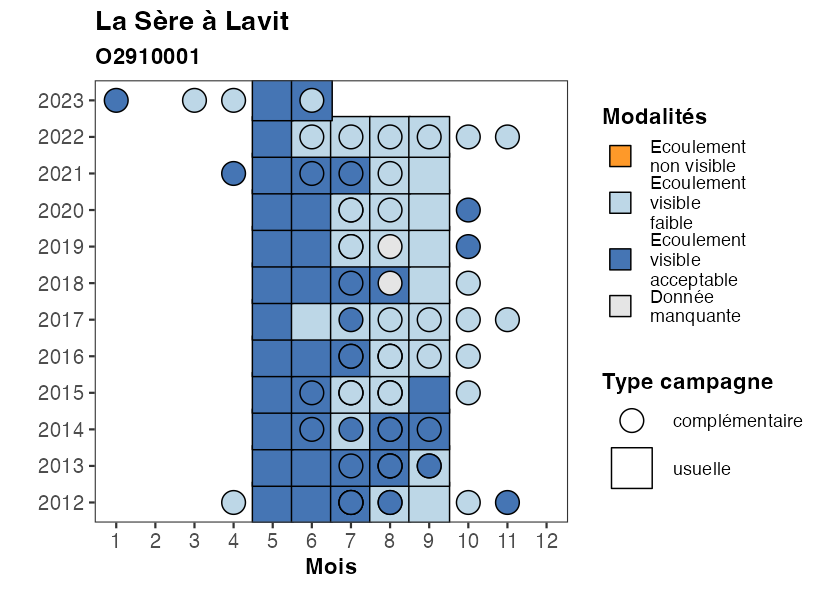 La Sère à Lavit
O2910001
2023
2022
2021
2020
2019
2018
2017
2016
2015
2014
2013
2012
1 2 3 4 5 6 7 8 9 10 11 12
Mois
Modalités
Ecoulement
non visible
Ecoulement
visible
faible
Ecoulement
visible
acceptable
Donnée
manquante
Type campagne
complémentaire
usuelle